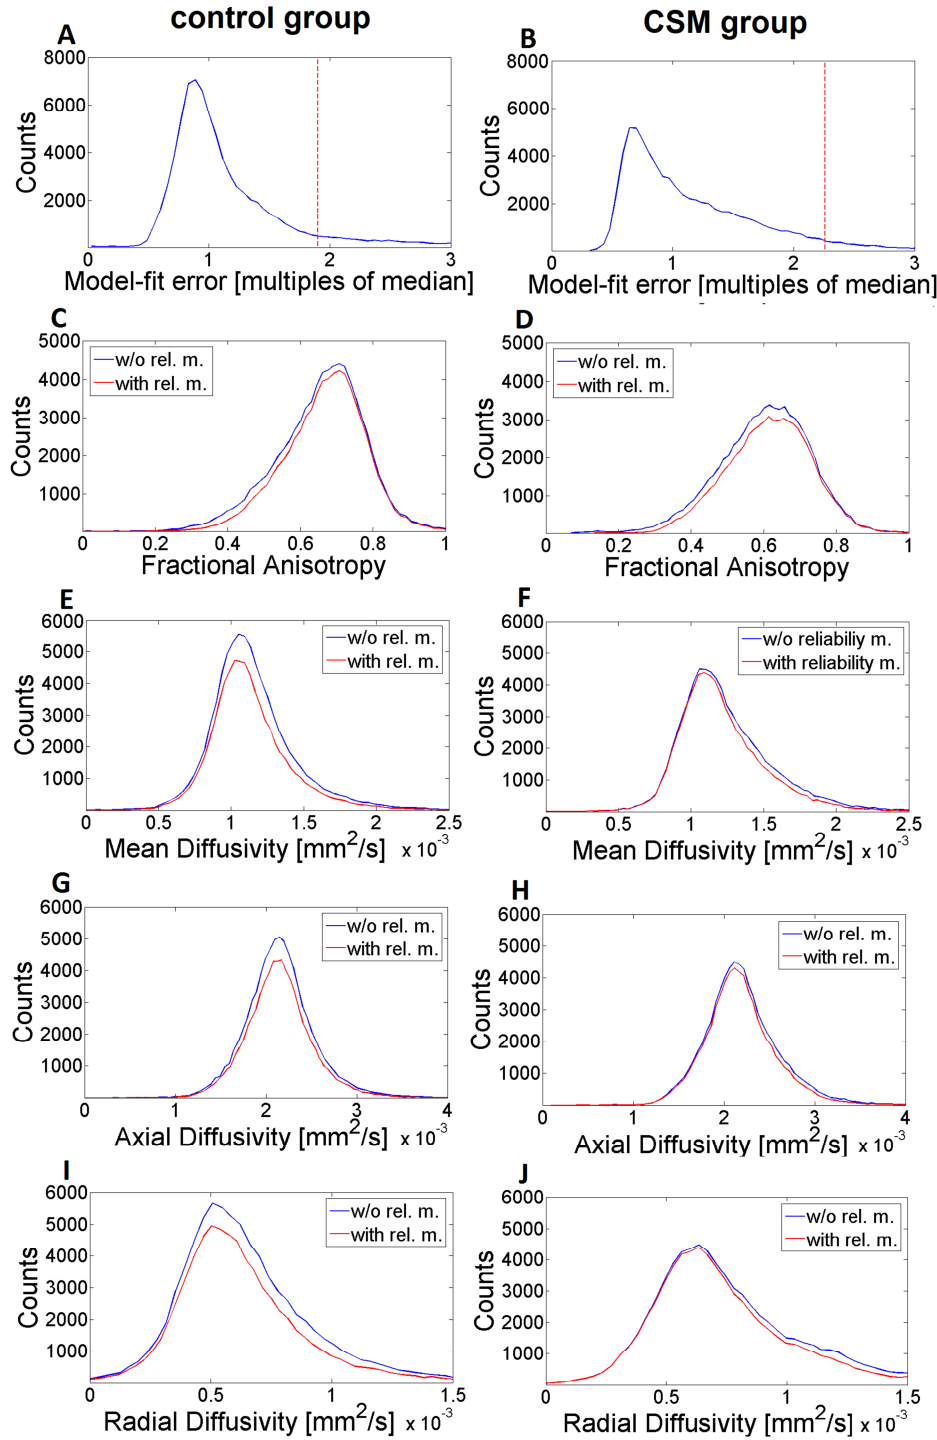 control group
CSM group
A
8000
6000
4000
2000
Counts
0
1
2
3
Model-fit error [multiples of median]
B
8000
6000
4000
2000
Counts
0
1
2
3
Model-fit error [multiples of median]
C
5000
4000
3000
2000
1000
Counts
w/o rel. m.
with rel. m.
0
0.2
0.4
0.6
0.8
1
Fractional Anisotropy
D
5000
4000
3000
2000
1000
Counts
w/o rel. m.
with rel. m.
0
0.2
0.4
0.6
0.8
1
Fractional Anisotropy
E
6000
5000
4000
3000
2000
1000
Counts
w/o rel. m.
with rel. m.
0
0.5
1
1.5
2
2.5
Mean Diffusivity [mm²/s] x 10⁻³
F
6000
5000
4000
3000
2000
1000
Counts
w/o reliabiliy m.
with reliability m.
0
0.5
1
1.5
2
2.5
Mean Diffusivity [mm²/s] x 10⁻³
G
6000
5000
4000
3000
2000
1000
Counts
w/o rel. m.
with rel. m.
0
1
2
3
4
Axial Diffusivity [mm²/s] x 10⁻³
H
6000
5000
4000
3000
2000
1000
Counts
w/o rel. m.
with rel. m.
0
1
2
3
4
Axial Diffusivity [mm²/s] x 10⁻³
I
6000
5000
4000
3000
2000
1000
Counts
w/o rel. m.
with rel. m.
0
0.5
1
1.5
Radial Diffusivity [mm²/s] x 10⁻³
J
6000
5000
4000
3000
2000
1000
Counts
w/o rel. m.
with rel. m.
0
0.5
1
1.5
Radial Diffusivity [mm²/s] x 10⁻³